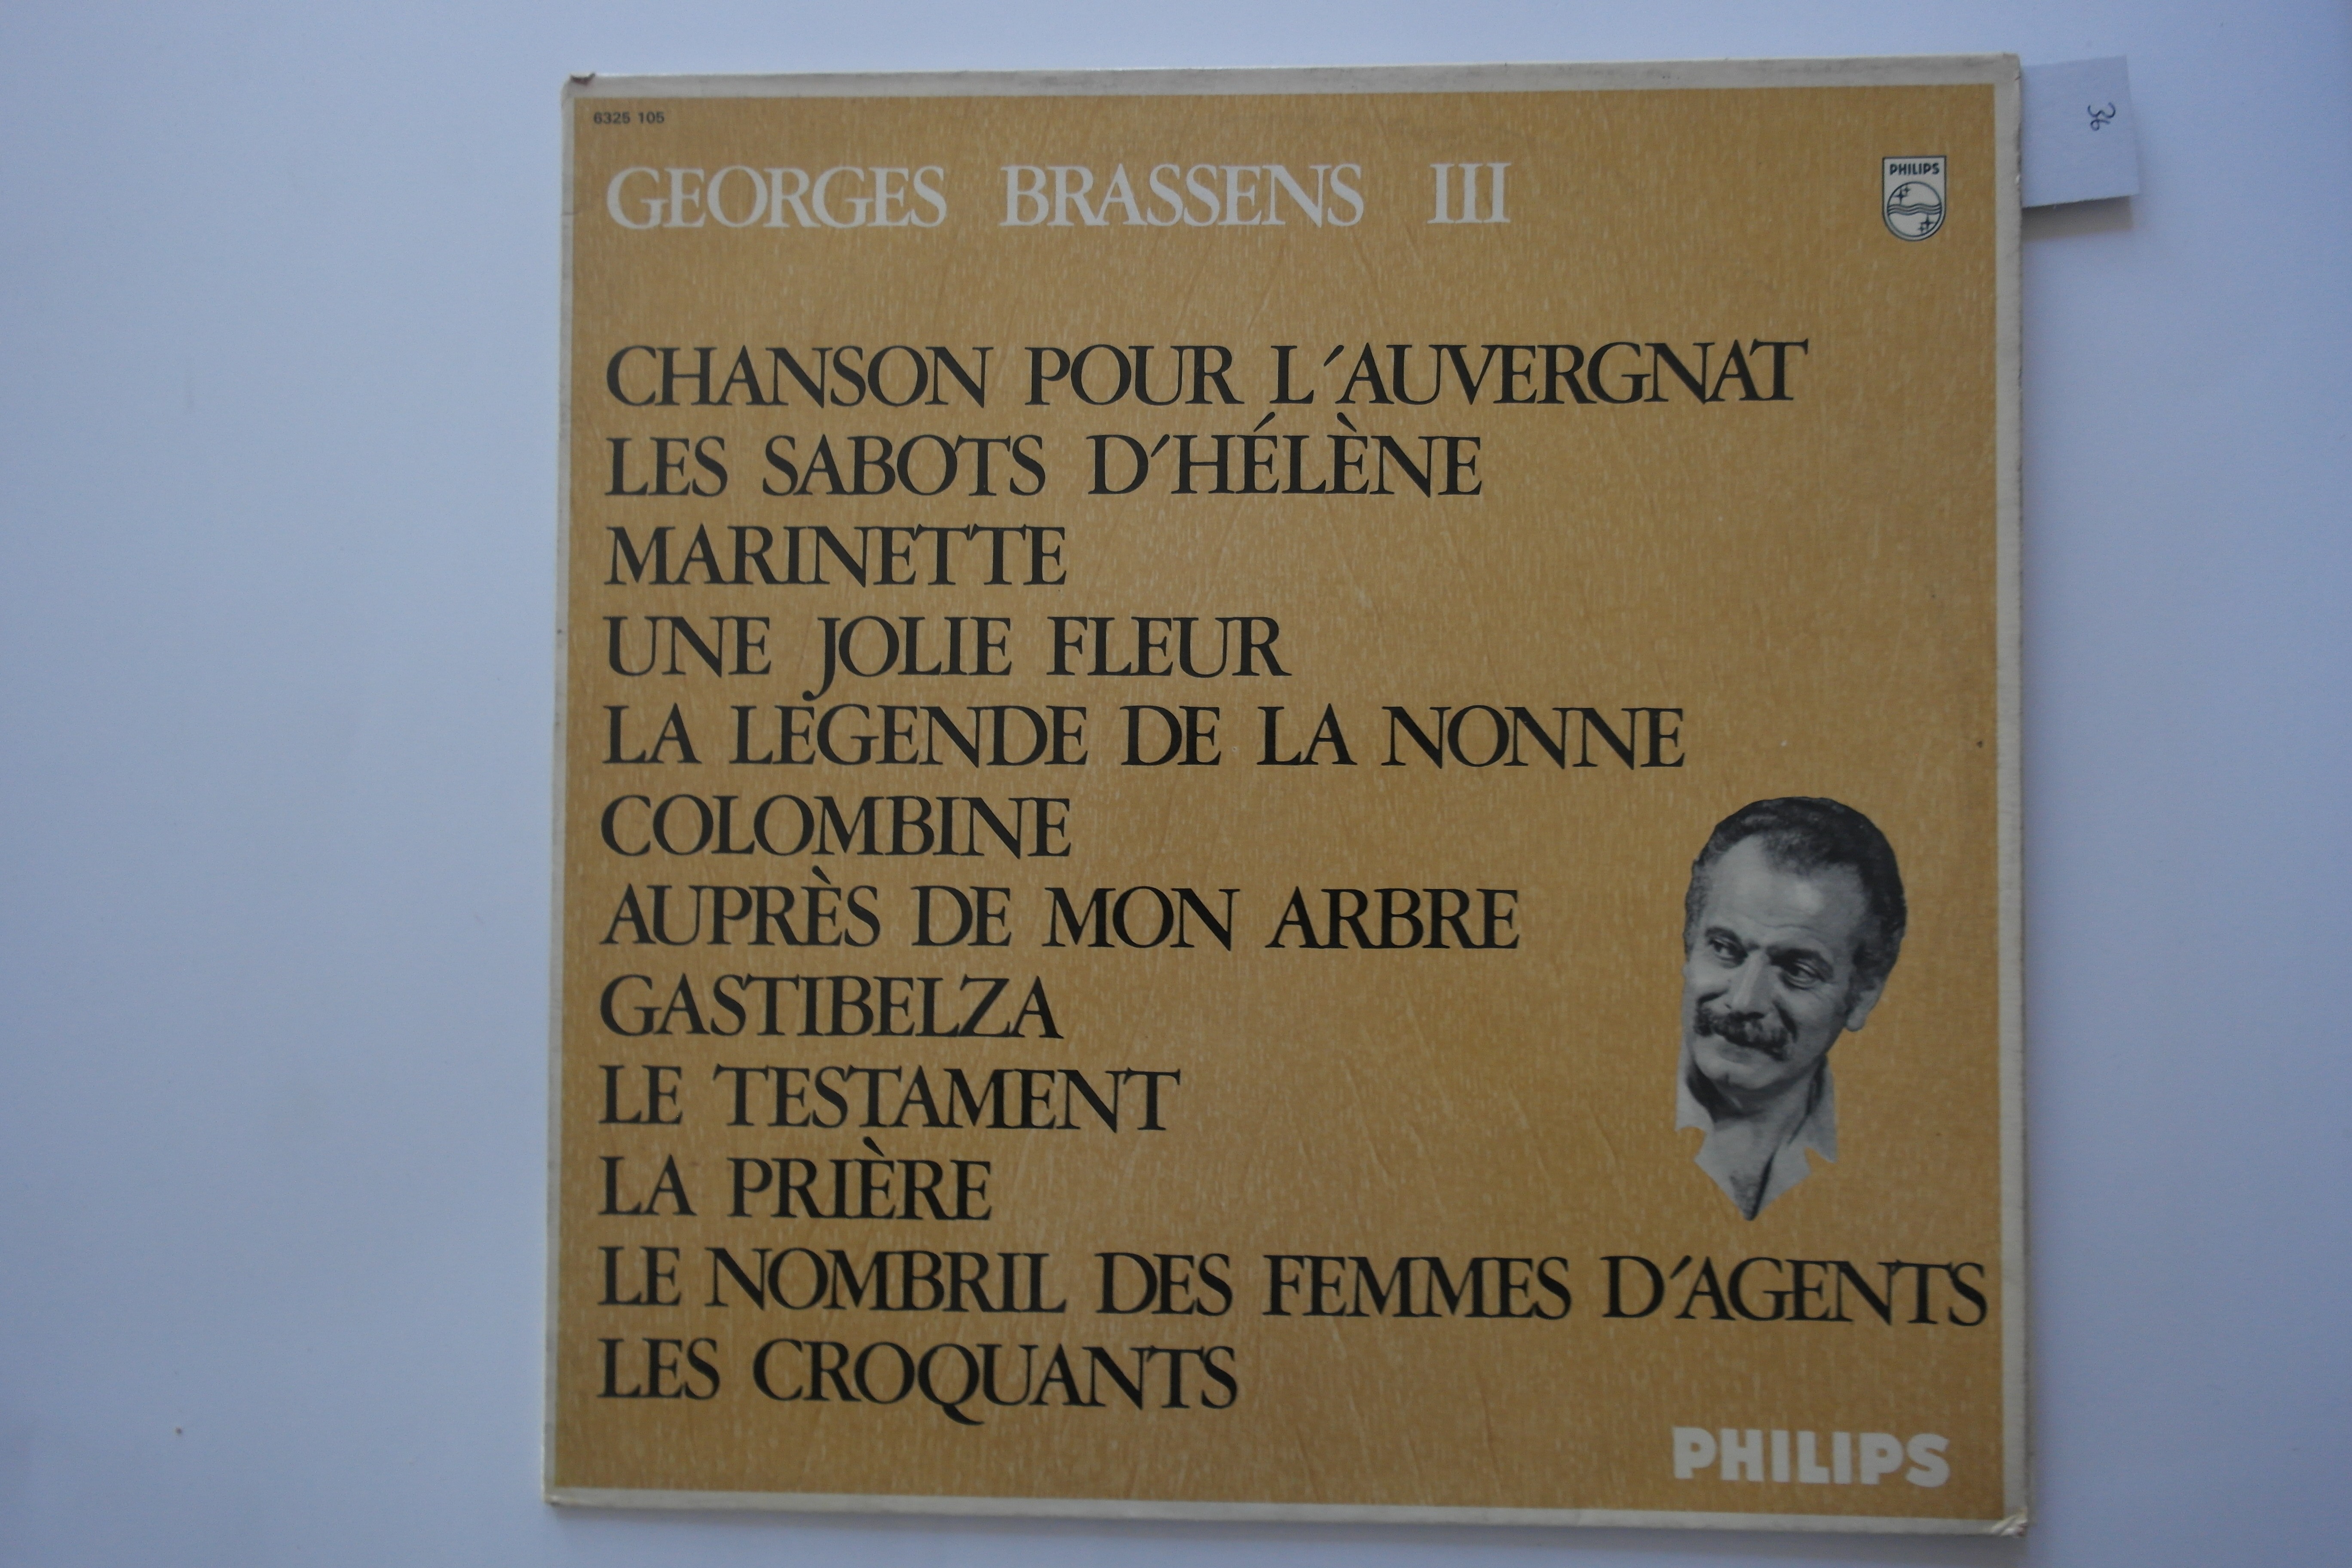 6325 105
GEORGES BRASSENS III
PHILIPS
36
CHANSON POUR L'AUVERGNAT
LES SABOTS D'HÉLÈNE
MARINETTE
UNE JOLIE FLEUR
LA LÉGENDE DE LA NONNE
COLOMBINE
AUPRÈS DE MON ARBRE
GASTIBELZA
LE TESTAMENT
LA PRIÈRE
LE NOMBRIL DES FEMMES D'AGENTS
LES CROQUANTS
PHILIPS